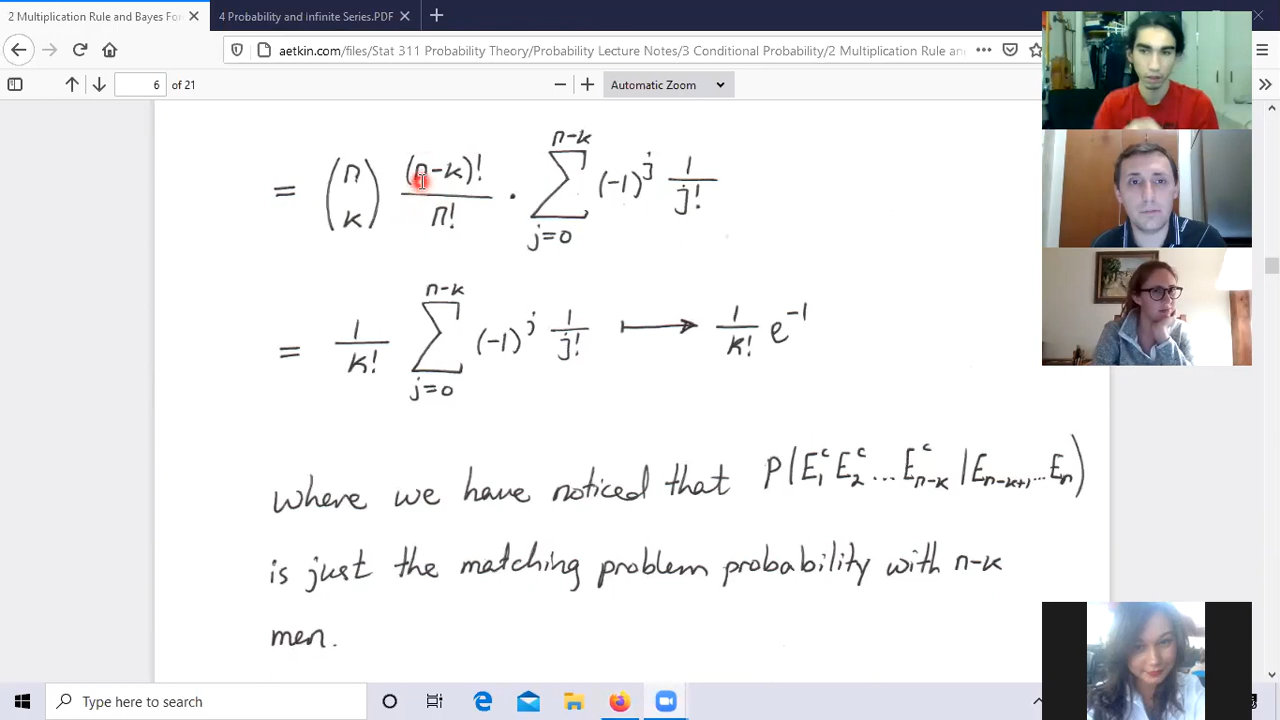 2 Multiplication Rule and Bayes For
4 Probability and Infinite Series.PDF
aetkin.com/files/Stat 311 Probability Theory/Probability Lecture Notes/3 Conditional Probability/2 Multiplication Rule and
6 of 21
Automatic Zoom
= (n k) (n-k)!/n! · ∑_{j=0}^{n-k} (-1)^j 1/j!
= 1/k! ∑_{j=0}^{n-k} (-1)^j 1/j! ⟼ 1/k! e^{-1}
where we have noticed that P(E_1^c E_2^c ... E_{n-k}^c | E_{n-k+1} ... E_n)
is just the matching problem probability with n-k
men.
Type here to search